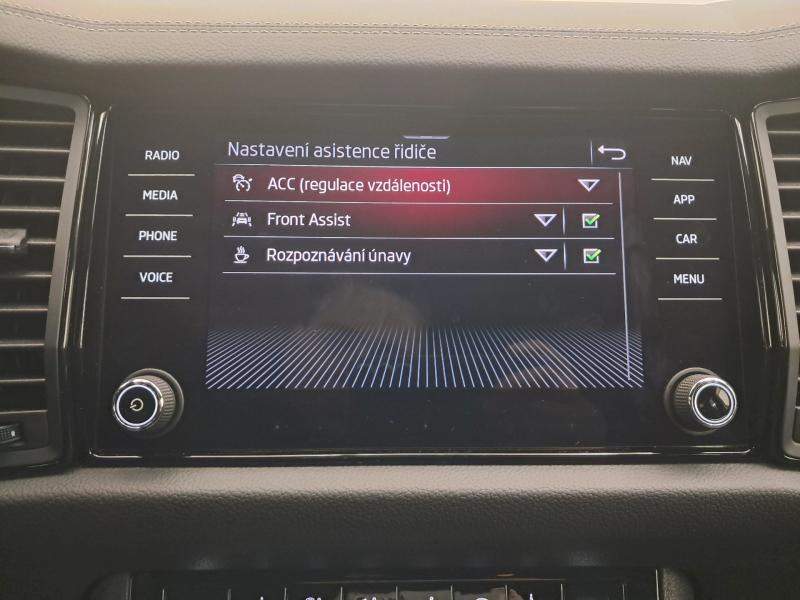 Nastavení asistence řidiče
RADIO
NAV
ACC (regulace vzdálenosti)
MEDIA
APP
Front Assist
PHONE
CAR
Rozpoznávání únavy
VOICE
MENU